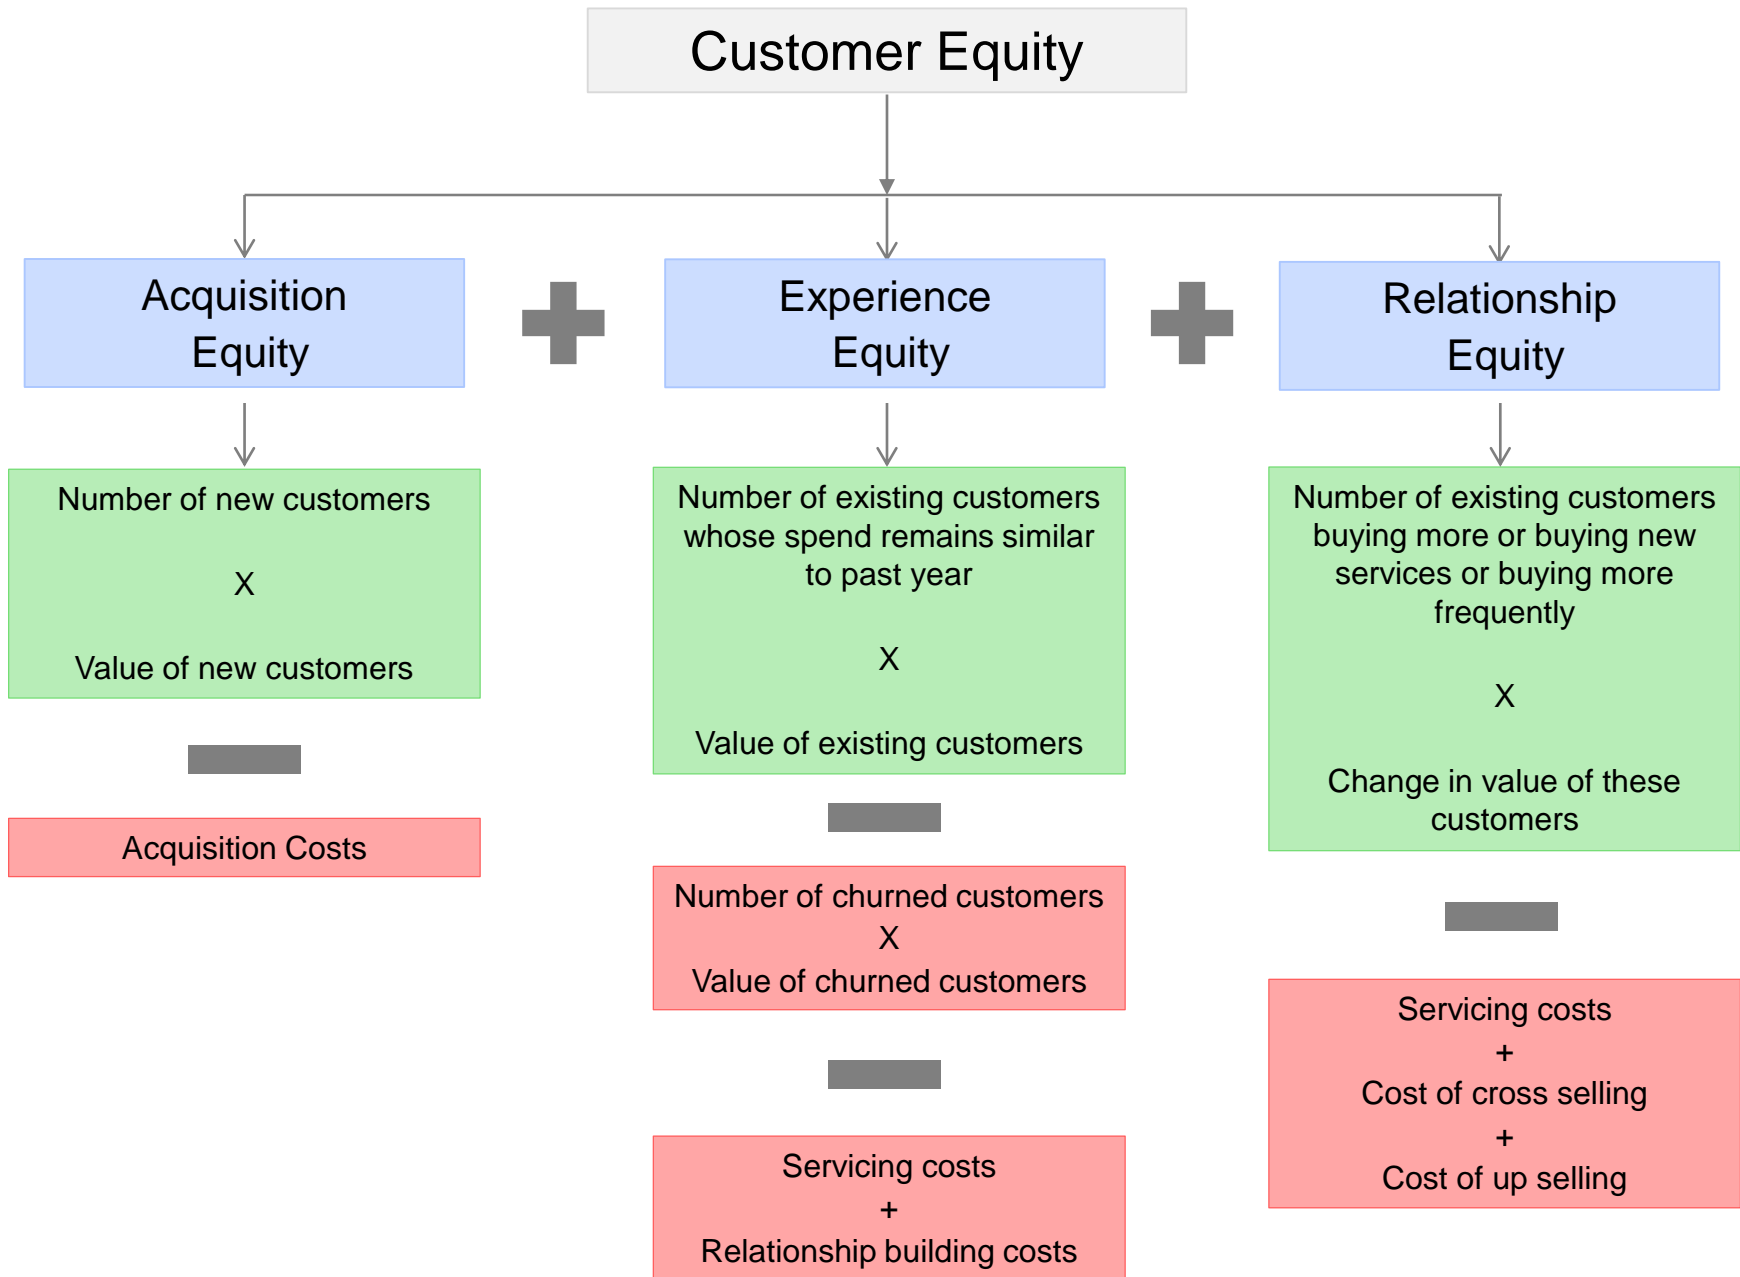 Customer Equity
Acquisition
Equity
Experience
Equity
Relationship
Equity
Number of new customers
X
Value of new customers
Acquisition Costs
Number of existing customers
whose spend remains similar
to past year
X
Value of existing customers
Number of churned customers
X
Value of churned customers
Servicing costs
+
Relationship building costs
Number of existing customers
buying more or buying new
services or buying more
frequently
X
Change in value of these
customers
Servicing costs
+
Cost of cross selling
+
Cost of up selling